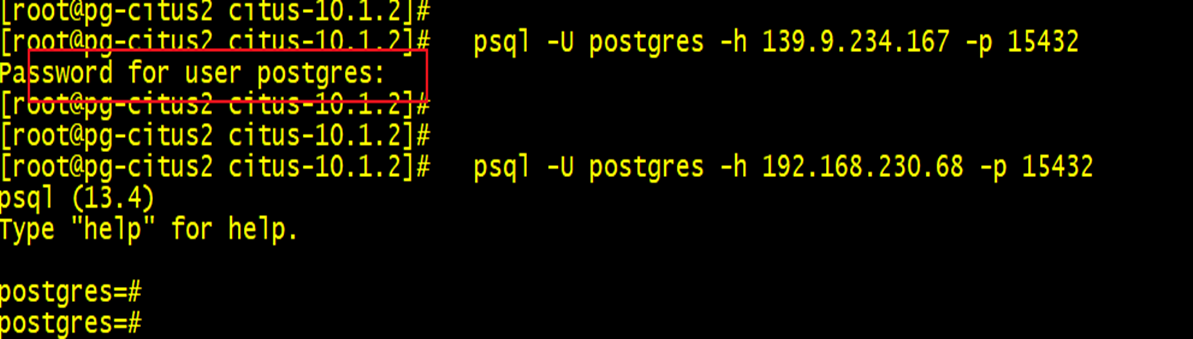 [root@pg-citus2 citus-10.1.2]#
[root@pg-citus2 citus-10.1.2]#   psql -U postgres -h 139.9.234.167 -p 15432
Password for user postgres:
[root@pg-citus2 citus-10.1.2]#
[root@pg-citus2 citus-10.1.2]#
[root@pg-citus2 citus-10.1.2]#   psql -U postgres -h 192.168.230.68 -p 15432
psql (13.4)
Type "help" for help.

postgres=#
postgres=#